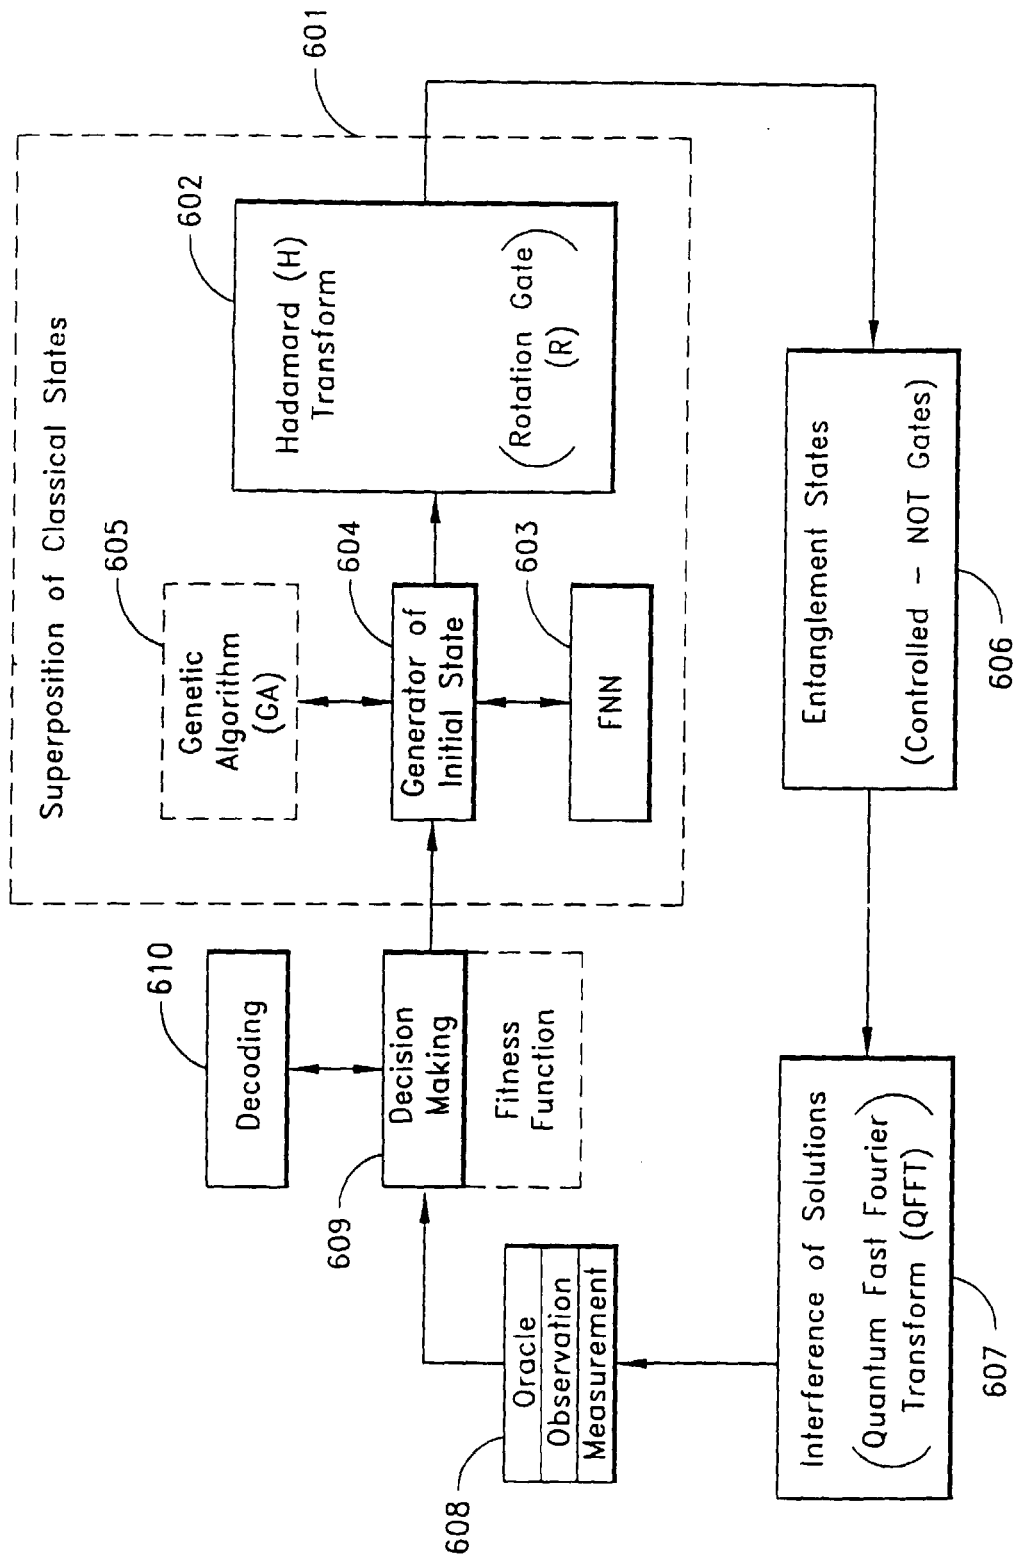 Superposition of Classical States
601
605
Genetic
Algorithm
(GA)
604
Generator of
Initial State
603
FNN
602
Hadamard (H)
Transform
(Rotation Gate)
(R)
610
Decoding
609
Decision
Making
Fitness
Function
608
Oracle
Observation
Measurement
Interference of Solutions
(Quantum Fast Fourier
Transform (QFFT))
607
Entanglement States
(Controlled – NOT Gates)
606